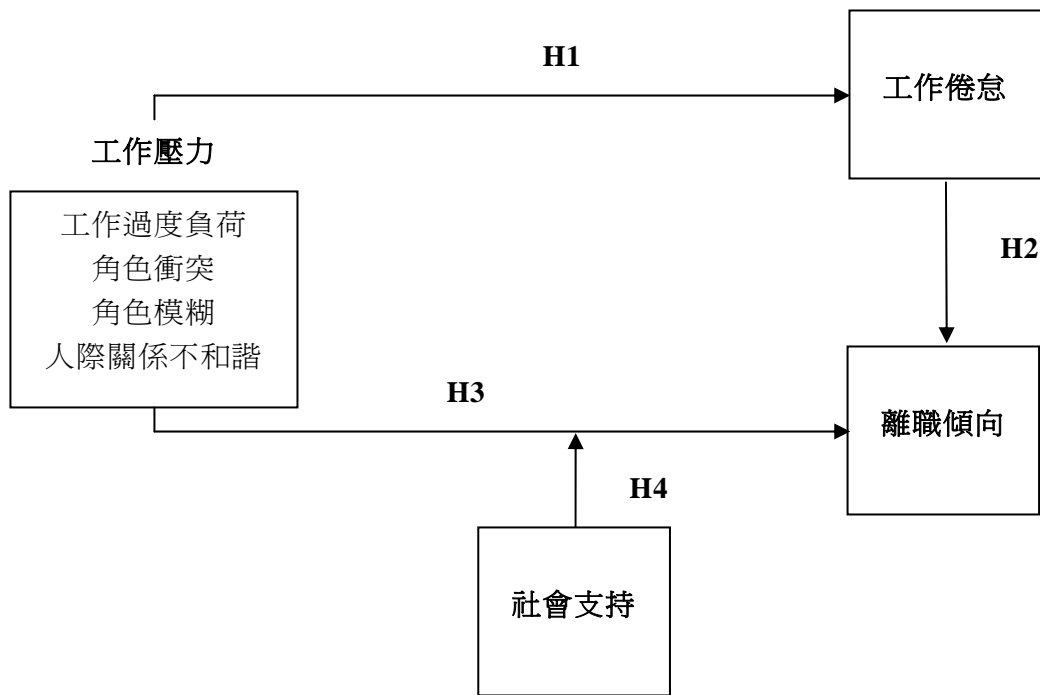 H1
工作倦怠
工作壓力
工作過度負荷
角色衝突
角色模糊
人際關係不和諧
H2
H3
離職傾向
H4
社會支持